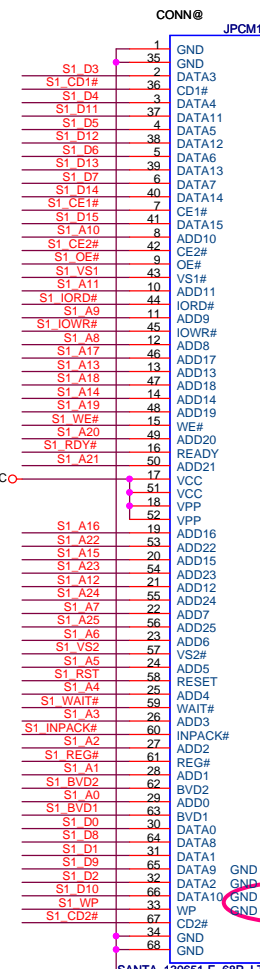 CONN@
JPCM1
1 GND
35 GND
S1_D3 2 DATA3
S1_CD1# 36 CD1#
S1_D4 3 DATA4
S1_D11 37 DATA11
S1_D5 4 DATA5
S1_D12 38 DATA12
S1_D6 5 DATA6
S1_D13 39 DATA13
S1_D7 6 DATA7
S1_D14 40 DATA14
S1_CE1# 7 CE1#
S1_D15 41 DATA15
S1_A10 8 ADD10
S1_CE2# 42 CE2#
S1_OE# 9 OE#
S1_VS1 43 VS1#
S1_A11 10 ADD11
S1_IORD# 44 IORD#
S1_A9 11 ADD9
S1_IOWR# 45 IOWR#
S1_A8 12 ADD8
S1_A17 46 ADD17
S1_A13 13 ADD13
S1_A18 47 ADD18
S1_A14 14 ADD14
S1_A19 48 ADD19
S1_WE# 15 WE#
S1_A20 49 ADD20
S1_RDY# 16 READY
S1_A21 50 ADD21
C 17 VCC
51 VCC
18 VPP
52 VPP
S1_A16 19 ADD16
S1_A22 53 ADD22
S1_A15 20 ADD15
S1_A23 54 ADD23
S1_A12 21 ADD12
S1_A24 55 ADD24
S1_A7 22 ADD7
S1_A25 56 ADD25
S1_A6 23 ADD6
S1_VS2 57 VS2#
S1_A5 24 ADD5
S1_RST 58 RESET
S1_A4 25 ADD4
S1_WAIT# 59 WAIT#
S1_A3 26 ADD3
S1_INPACK# 60 INPACK#
S1_A2 27 ADD2
S1_REG# 61 REG#
S1_A1 28 ADD1
S1_BVD2 62 BVD2
S1_A0 29 ADD0
S1_BVD1 63 BVD1
S1_D0 30 DATA0
S1_D8 64 DATA8
S1_D1 31 DATA1
S1_D9 65 DATA9 GND
S1_D2 32 DATA2 GND
S1_D10 66 DATA10 GND
S1_WP 33 WP GND
S1_CD2# 67 CD2#
34 GND
68 GND